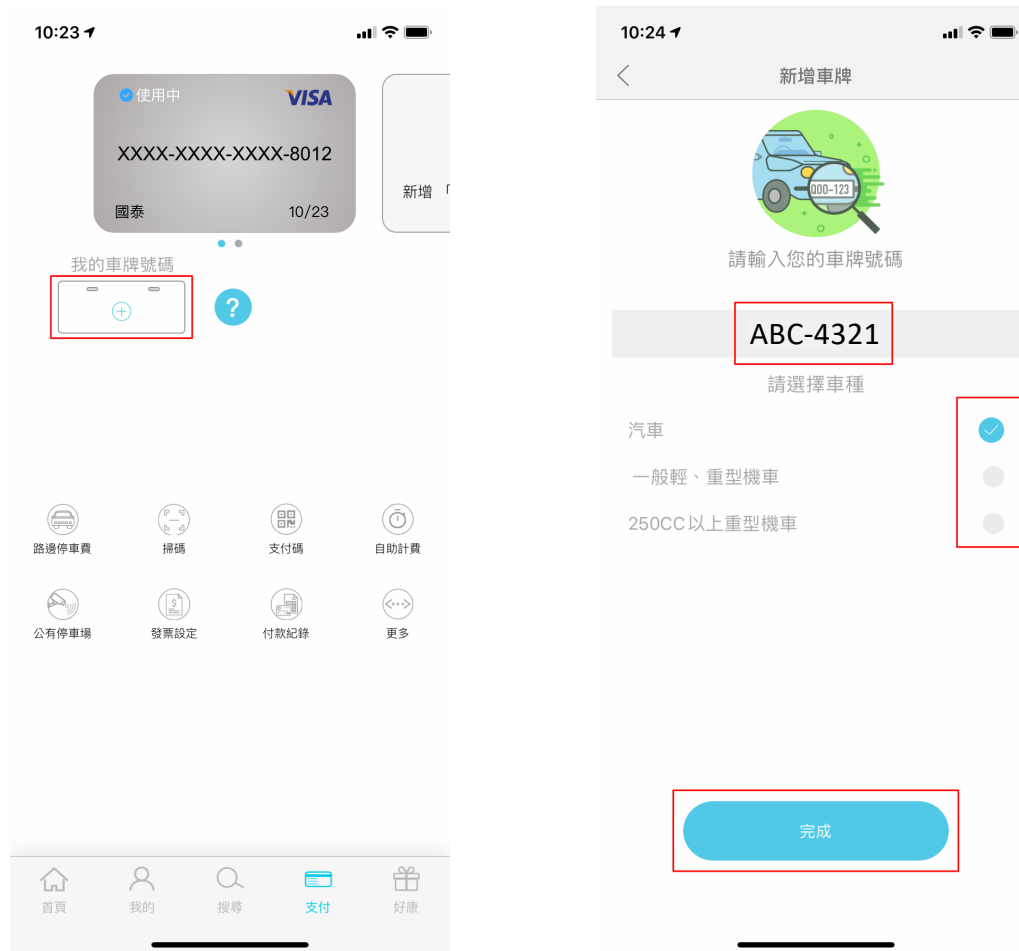 10:23
使用中
VISA
XXXX-XXXX-XXXX-8012
國泰
10/23
新增 「
我的車牌號碼
?
路邊停車費
掃碼
支付碼
自助計費
公有停車場
發票設定
付款紀錄
更多
首頁
我的
搜尋
支付
好康
10:24
新增車牌
QOO-123
請輸入您的車牌號碼
ABC-4321
請選擇車種
汽車
一般輕、重型機車
250CC以上重型機車
完成